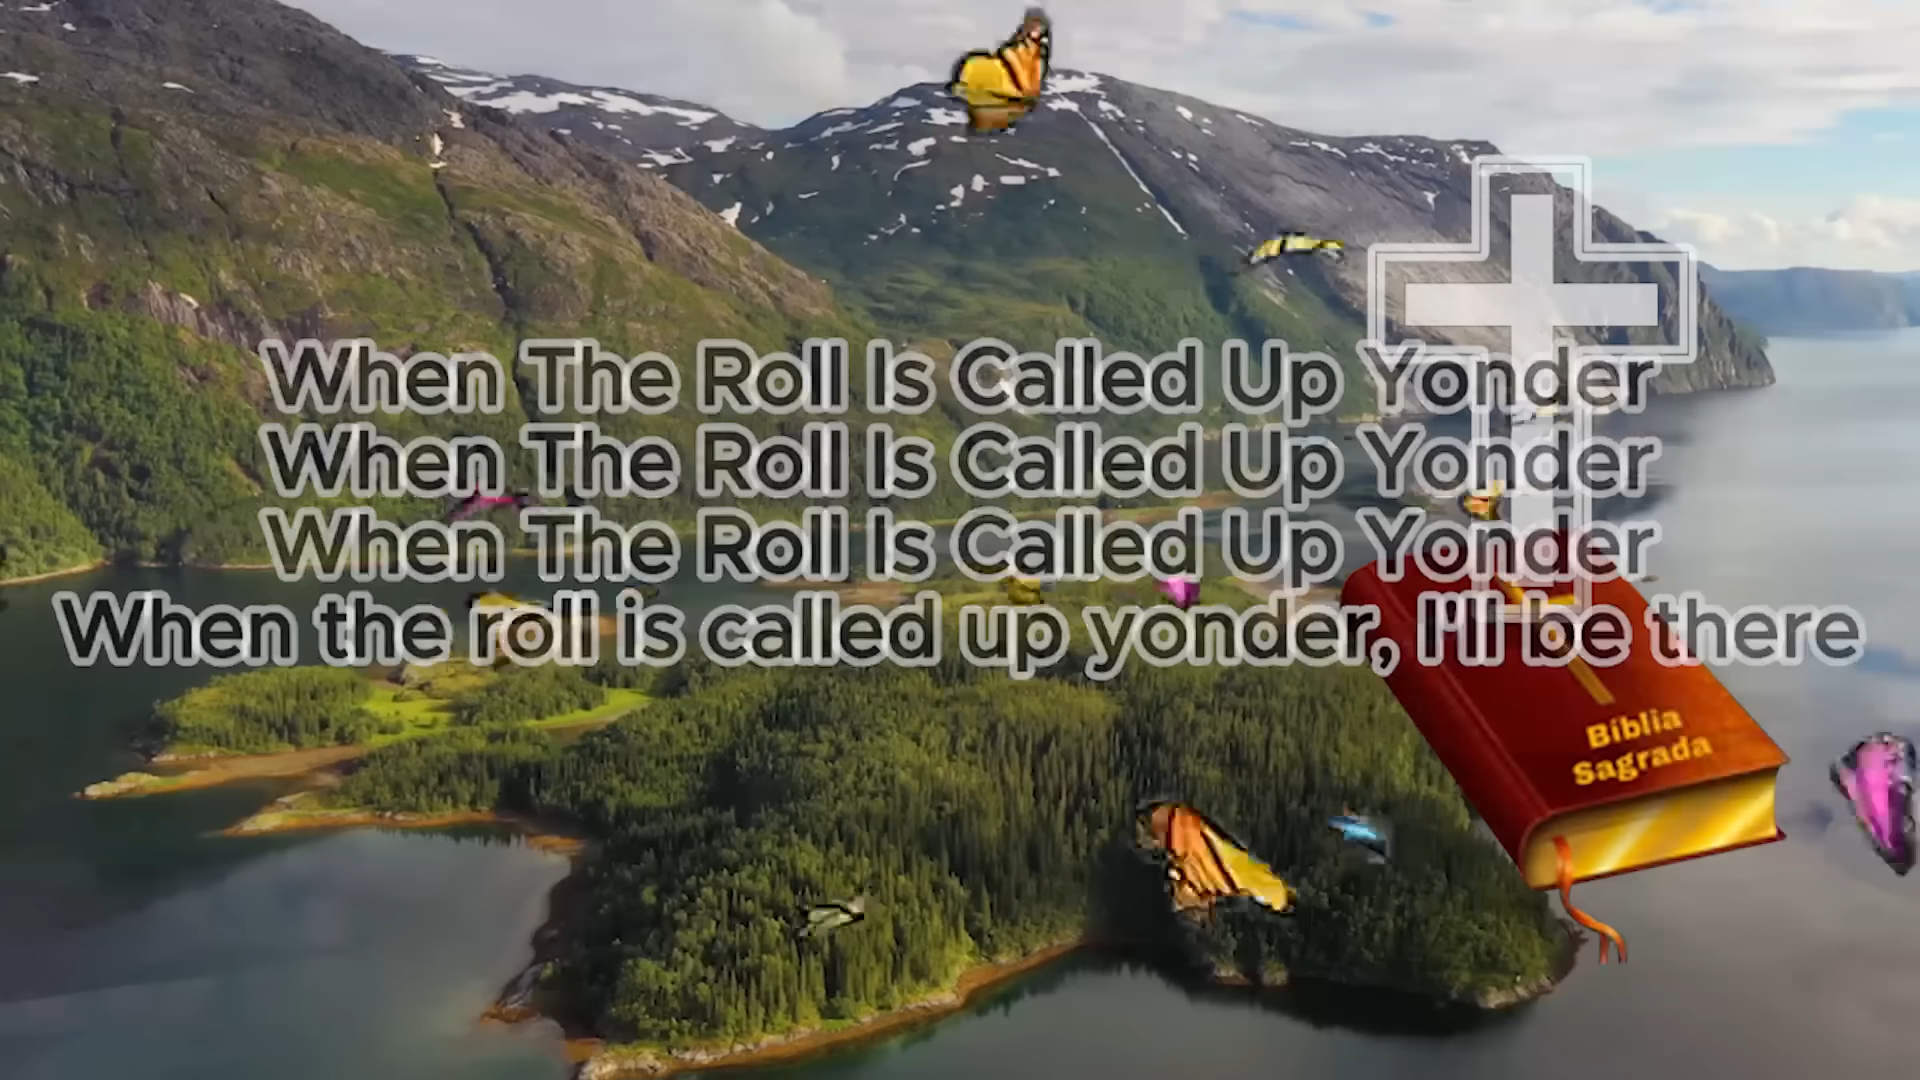 When The Roll Is Called Up Yonder
When The Roll Is Called Up Yonder
When The Roll Is Called Up Yonder
When the roll is called up yonder, I'll be there
Bíblia
Sagrada